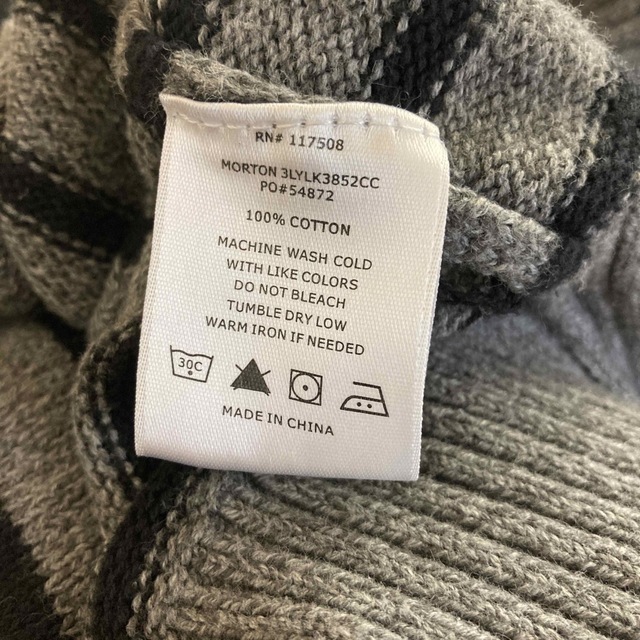 RN# 117508
MORTON 3LYLK3852CC
PO#54872
100% COTTON
MACHINE WASH COLD
WITH LIKE COLORS
DO NOT BLEACH
TUMBLE DRY LOW
WARM IRON IF NEEDED
30C
MADE IN CHINA